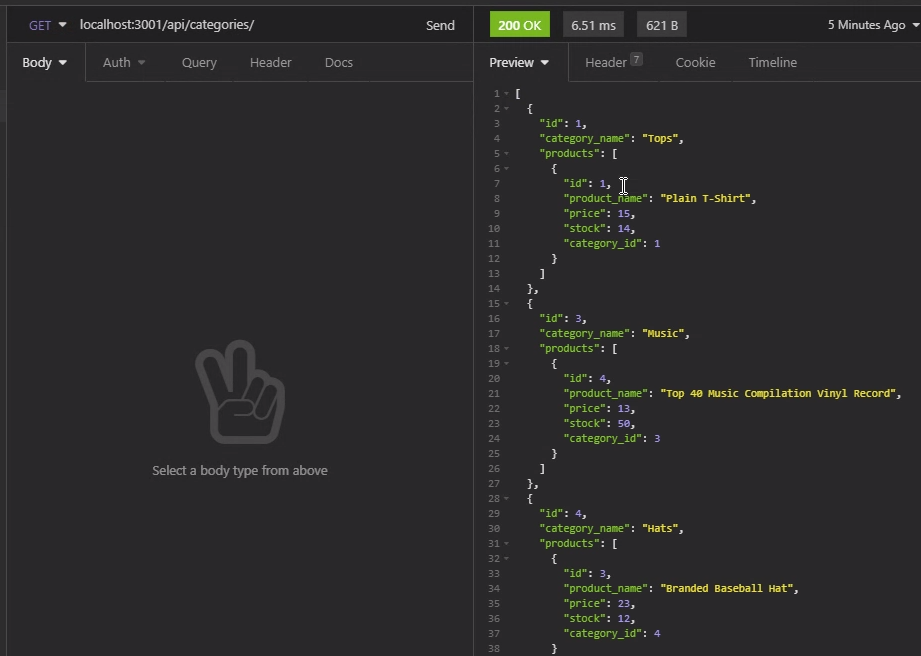 GET localhost:3001/api/categories/ Send 200 OK 6.51 ms 621 B 5 Minutes Ago
Body Auth Query Header Docs Preview Header 7 Cookie Timeline
Select a body type from above
1 [
2 {
3 "id": 1,
4 "category_name": "Tops",
5 "products": [
6 {
7 "id": 1,
8 "product_name": "Plain T-Shirt",
9 "price": 15,
10 "stock": 14,
11 "category_id": 1
12 }
13 ]
14 },
15 {
16 "id": 3,
17 "category_name": "Music",
18 "products": [
19 {
20 "id": 4,
21 "product_name": "Top 40 Music Compilation Vinyl Record",
22 "price": 13,
23 "stock": 50,
24 "category_id": 3
25 }
26 ]
27 },
28 {
29 "id": 4,
30 "category_name": "Hats",
31 "products": [
32 {
33 "id": 3,
34 "product_name": "Branded Baseball Hat",
35 "price": 23,
36 "stock": 12,
37 "category_id": 4
38 }